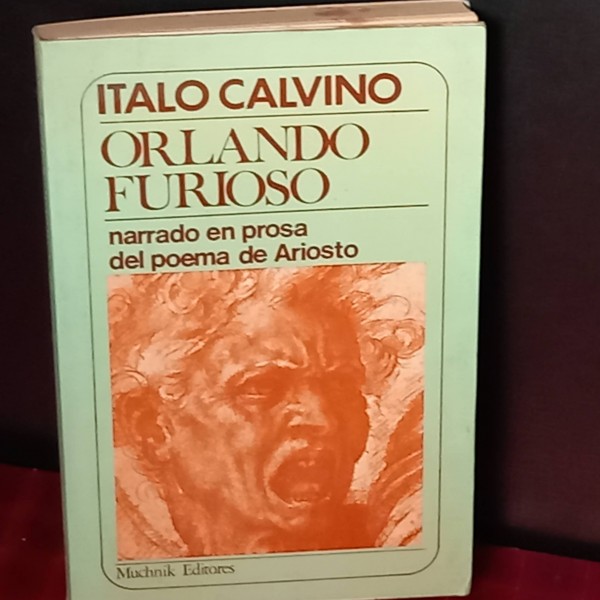 ITALO CALVINO
ORLANDO
FURIOSO
narrado en prosa
del poema de Ariosto
Muchnik Editores